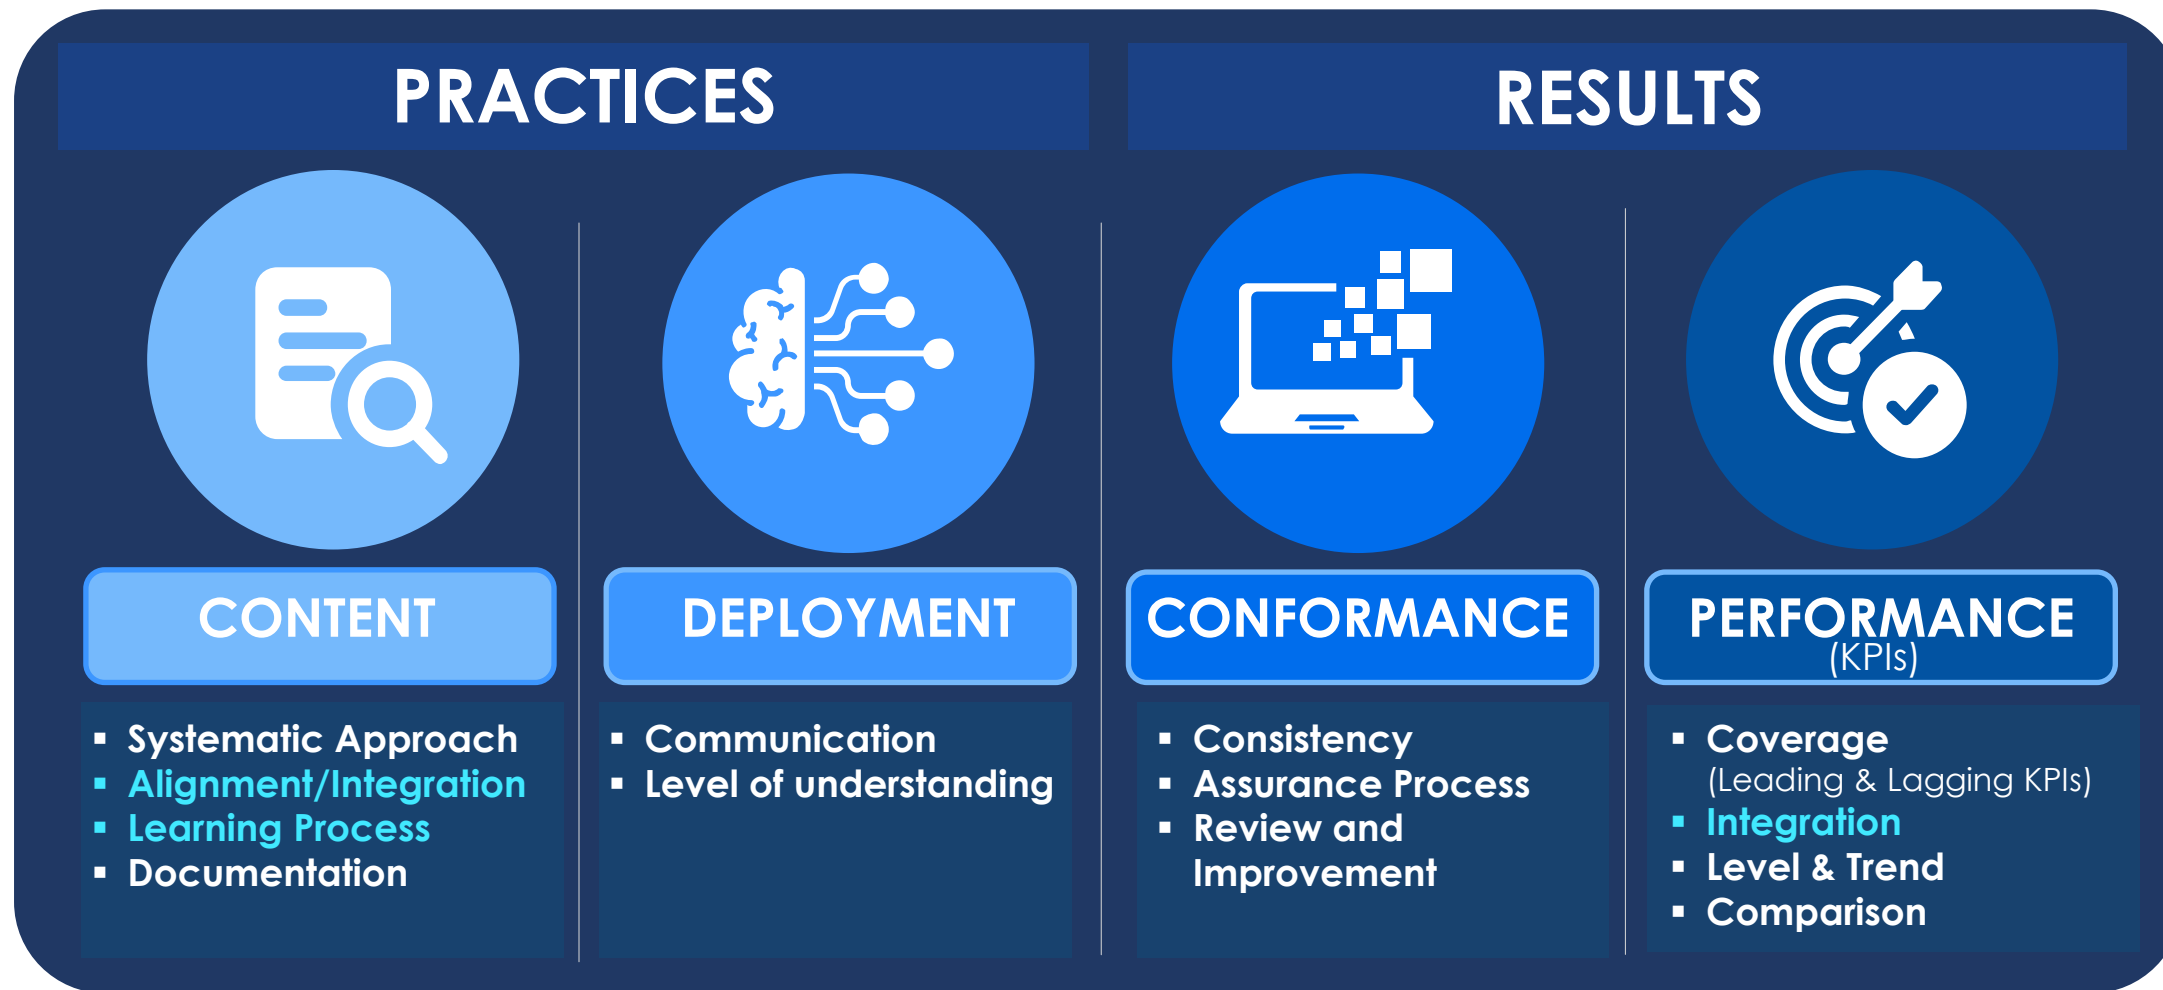 PRACTICES
RESULTS
CONTENT
DEPLOYMENT
CONFORMANCE
PERFORMANCE
(KPIs)
▪ Systematic Approach
▪ Alignment/Integration
▪ Learning Process
▪ Documentation
▪ Communication
▪ Level of understanding
▪ Consistency
▪ Assurance Process
▪ Review and
Improvement
▪ Coverage
(Leading & Lagging KPIs)
▪ Integration
▪ Level & Trend
▪ Comparison